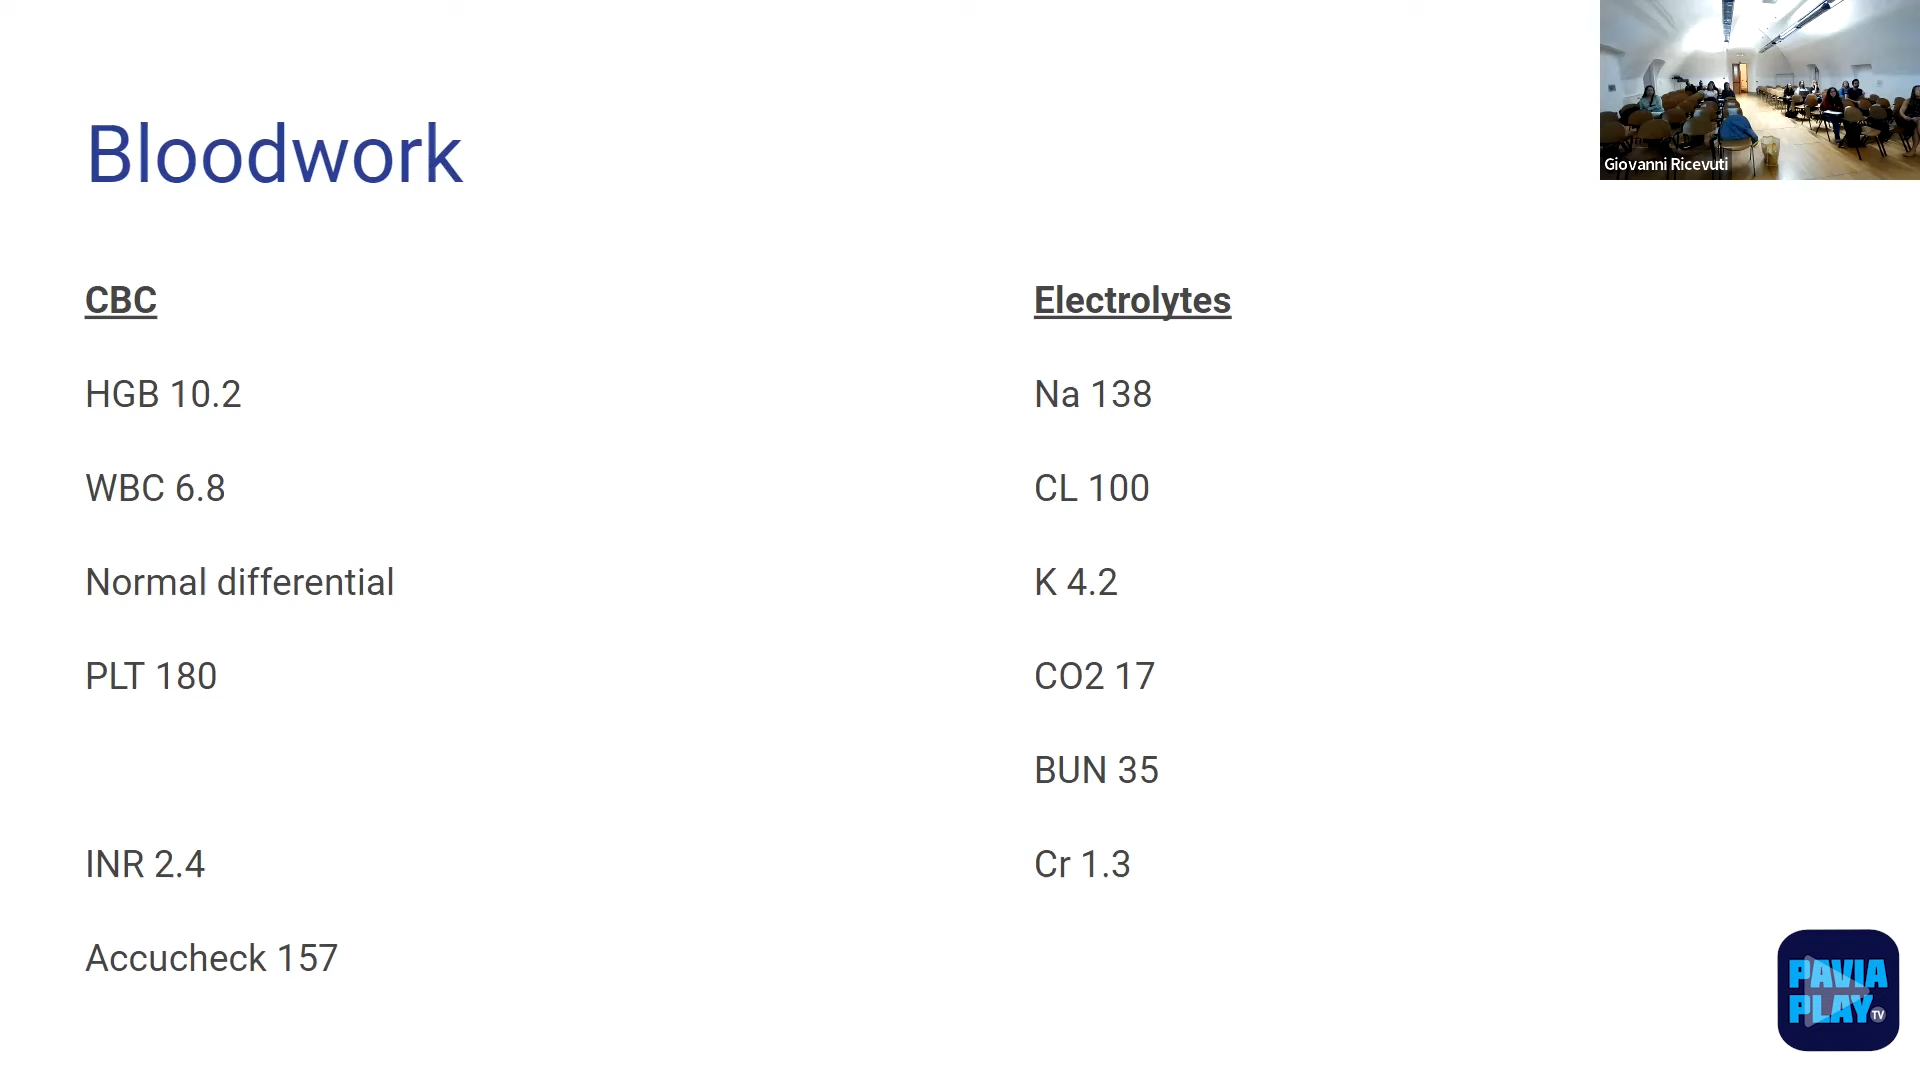 Bloodwork
CBC
HGB 10.2
WBC 6.8
Normal differential
PLT 180
INR 2.4
Accucheck 157
Electrolytes
Na 138
CL 100
K 4.2
CO2 17
BUN 35
Cr 1.3
Giovanni Ricevuti
PAVIA
PLAY TV